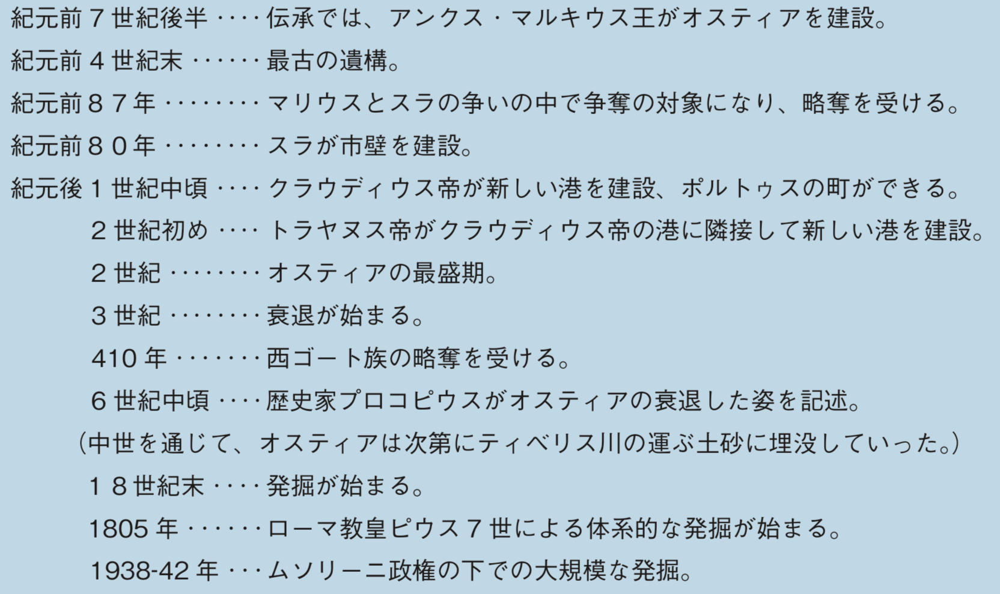 紀元前７世紀後半 ････ 伝承では、アンクス・マルキウス王がオスティアを建設。
紀元前４世紀末 ･･････ 最古の遺構。
紀元前８７年 ････････ マリウスとスラの争いの中で争奪の対象になり、略奪を受ける。
紀元前８０年 ････････ スラが市壁を建設。
紀元後１世紀中頃 ････ クラウディウス帝が新しい港を建設、ポルトゥスの町ができる。
２世紀初め ････ トラヤヌス帝がクラウディウス帝の港に隣接して新しい港を建設。
２世紀 ････････ オスティアの最盛期。
３世紀 ････････ 衰退が始まる。
410 年 ･･･････ 西ゴート族の略奪を受ける。
６世紀中頃 ････ 歴史家プロコピウスがオスティアの衰退した姿を記述。
（中世を通じて、オスティアは次第にティベリス川の運ぶ土砂に埋没していった。）
１８世紀末 ････ 発掘が始まる。
1805 年 ･･････ ローマ教皇ピウス７世による体系的な発掘が始まる。
1938-42 年 ･･･ ムソリーニ政権の下での大規模な発掘。